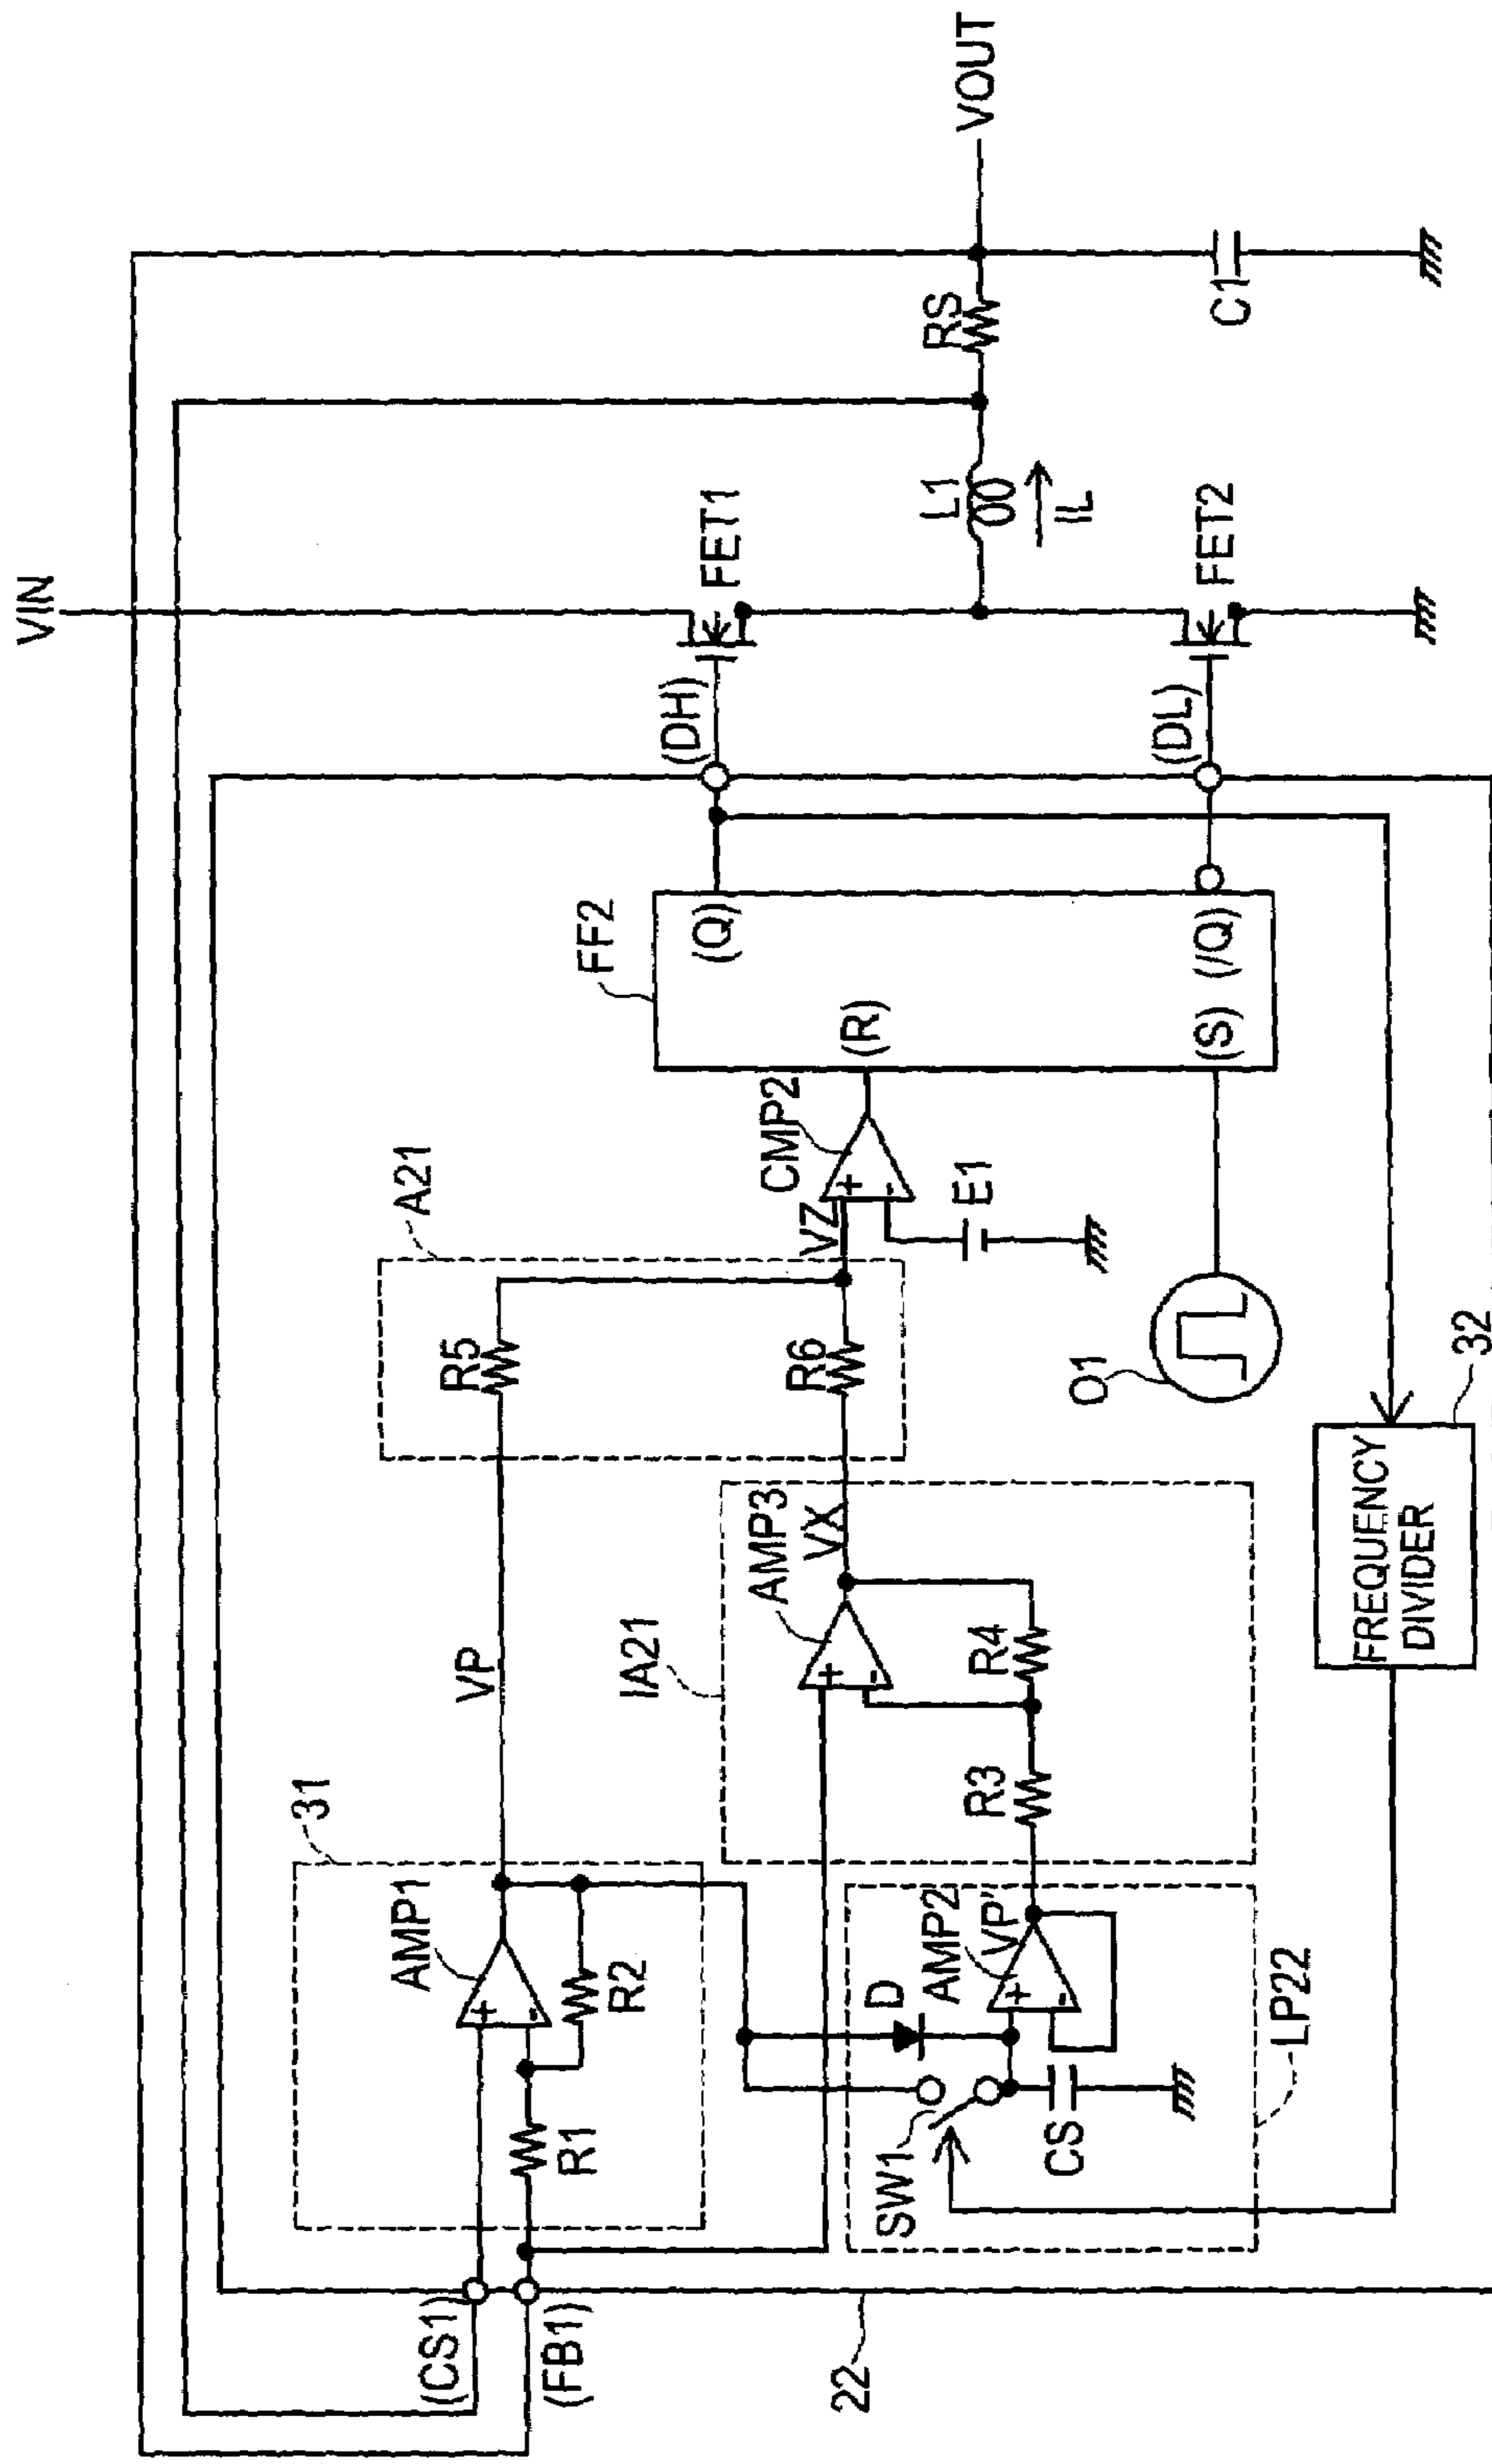 VIN
VOUT
(CS1)
(FB1)
22
31
AMP1
+
-
R1
R2
VP
A21
R5
R6
VZ
IA21
AMP3
+
-
VX
R3
R4
LP22
SW1
D
CS
AMP2
+
-
VP'
CMP2
+
-
E1
O1
FF2
(R)
(S)
(Q)
(/Q)
(DH)
(DL)
FET1
FET2
L1
IL
RS
C1
FREQUENCY
DIVIDER
32